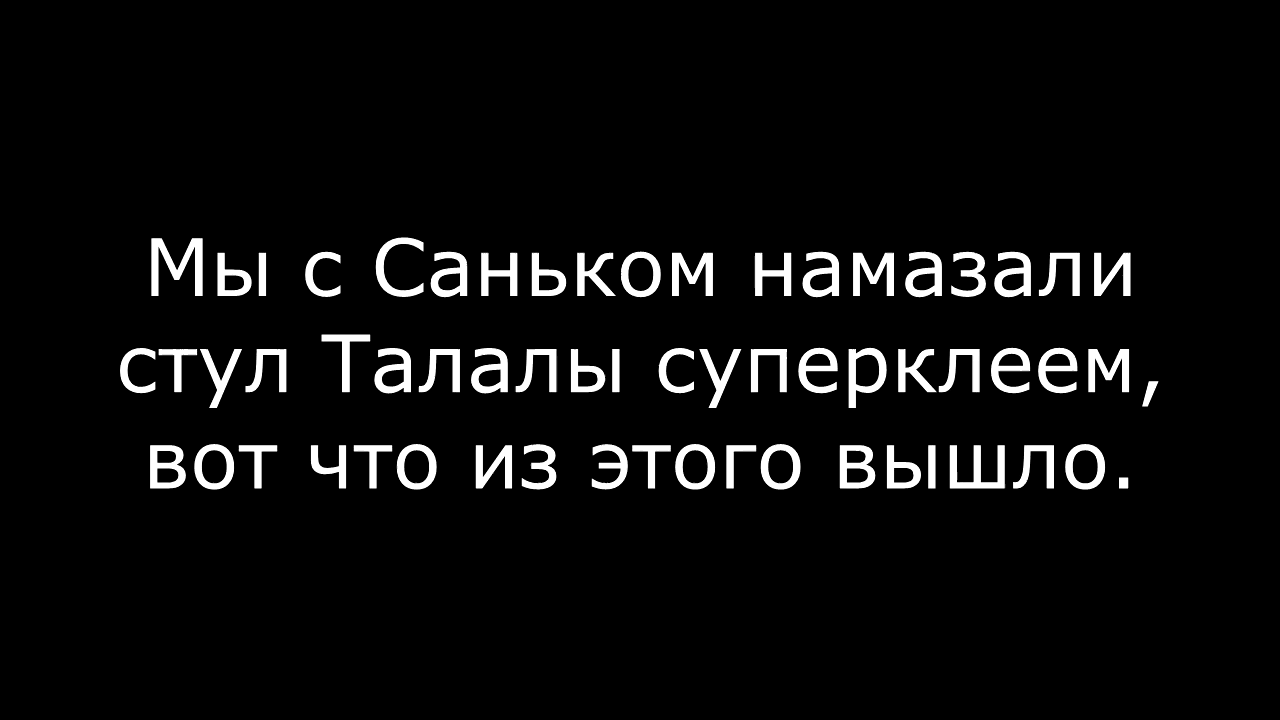 Мы с Саньком намазали
стул Талалы суперклеем,
вот что из этого вышло.